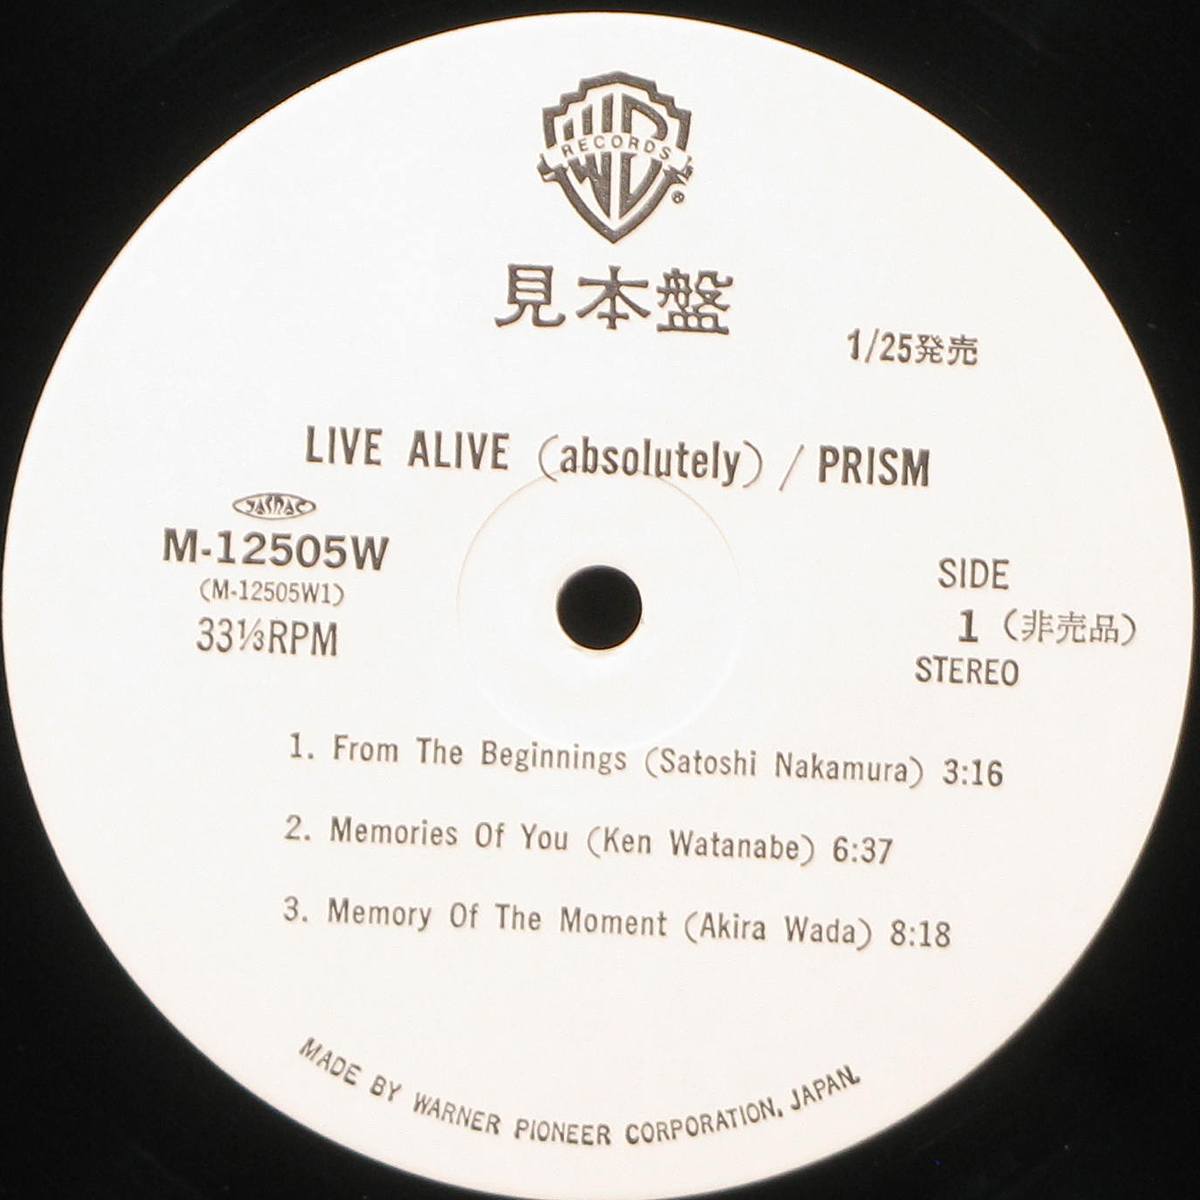 WB
RECORDS
®
見本盤
1/25発売
LIVE ALIVE (absolutely) / PRISM
JASRAC
M-12505W
(M-12505W1)
33⅓RPM
SIDE
1 (非売品)
STEREO
1. From The Beginnings (Satoshi Nakamura) 3:16
2. Memories Of You (Ken Watanabe) 6:37
3. Memory Of The Moment (Akira Wada) 8:18
MADE BY WARNER PIONEER CORPORATION, JAPAN.